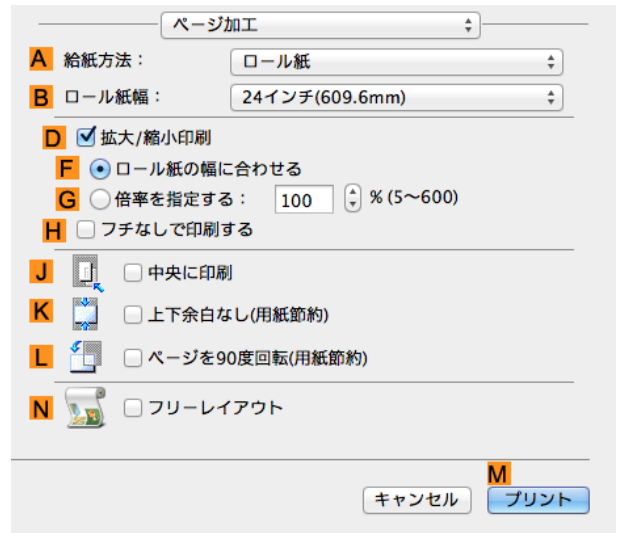 ページ加工
A 給紙方法： ロール紙
B ロール紙幅： 24インチ(609.6mm)
D 拡大/縮小印刷
F ロール紙の幅に合わせる
G 倍率を指定する： 100 % (5〜600)
H フチなしで印刷する
J 中央に印刷
K 上下余白なし(用紙節約)
L ページを90度回転(用紙節約)
N フリーレイアウト
M
キャンセル プリント